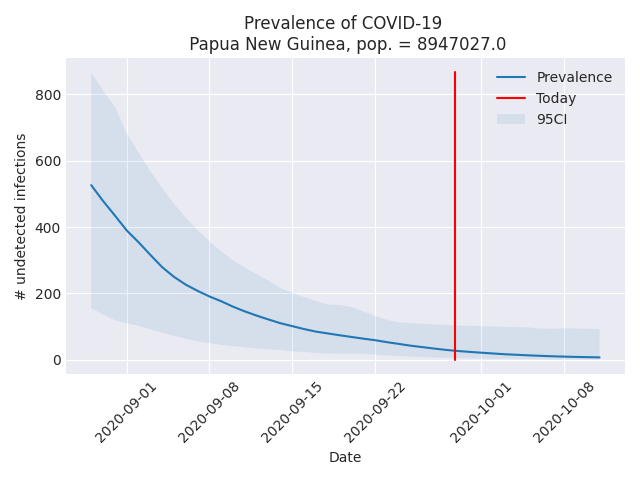 Prevalence of COVID-19
Papua New Guinea, pop. = 8947027.0
Prevalence
Today
95CI
# undetected infections
800
600
400
200
0
2020-09-01
2020-09-08
2020-09-15
2020-09-22
2020-10-01
2020-10-08
Date